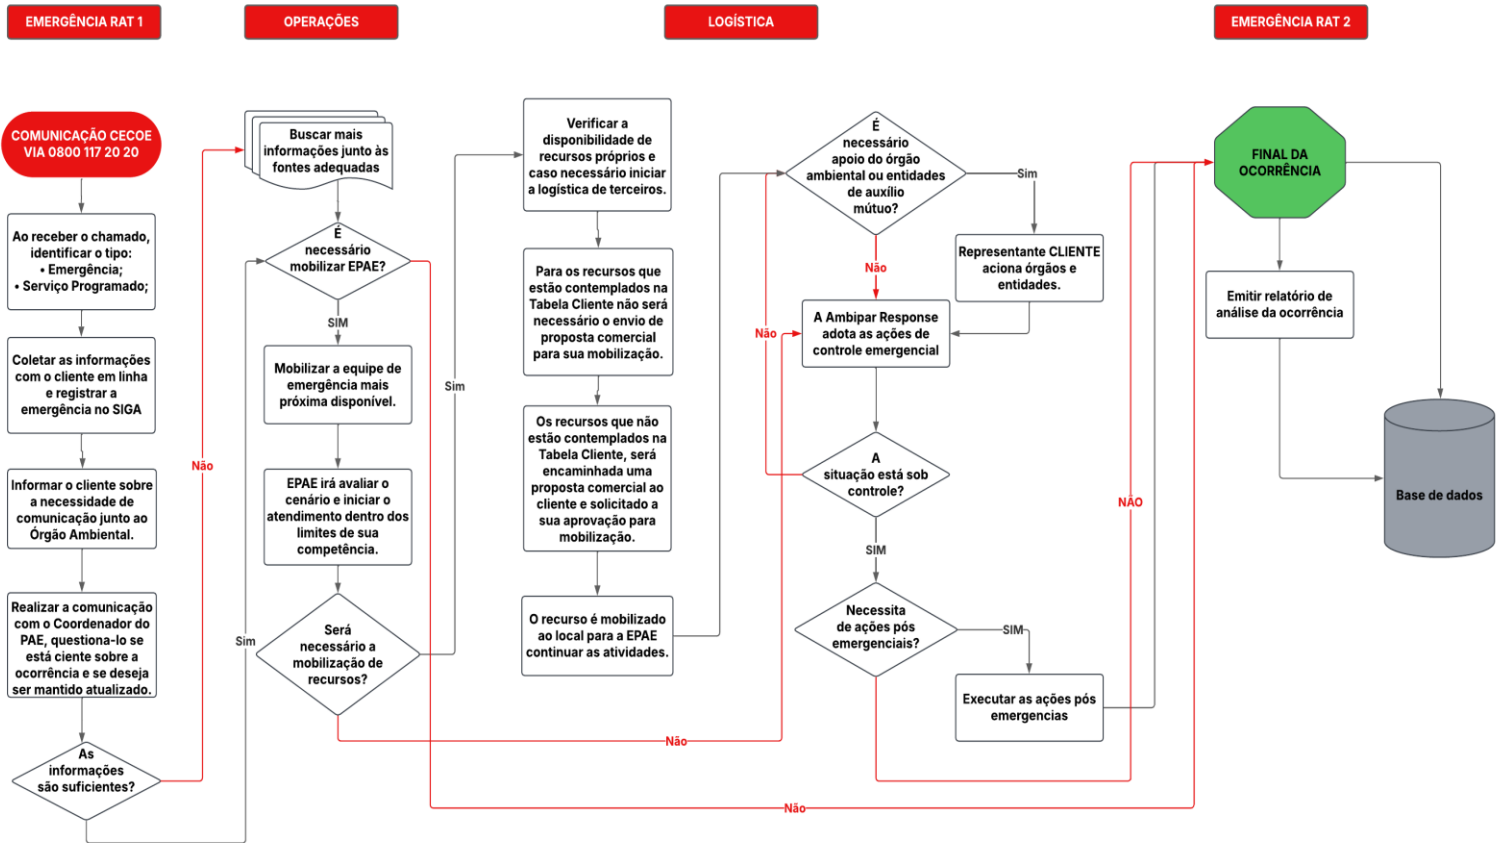 EMERGÊNCIA RAT 1
OPERAÇÕES
LOGÍSTICA
EMERGÊNCIA RAT 2
COMUNICAÇÃO CECOE
VIA 0800 117 20 20
Ao receber o chamado,
identificar o tipo:
• Emergência;
• Serviço Programado;
Coletar as informações
com o cliente em linha
e registrar a
emergência no SIGA
Informar o cliente sobre
a necessidade de
comunicação junto ao
Órgão Ambiental.
Realizar a comunicação
com o Coordenador do
PAE, questiona-lo se
está ciente sobre a
ocorrência e se deseja
ser mantido atualizado.
As
informações
são suficientes?
Não
Sim
Buscar mais
informações junto às
fontes adequadas
É
necessário
mobilizar EPAE?
SIM
Mobilizar a equipe de
emergência mais
próxima disponível.
EPAE irá avaliar o
cenário e iniciar o
atendimento dentro dos
limites de sua
competência.
Será
necessário a
mobilização de
recursos?
Sim
Não
Não
Verificar a
disponibilidade de
recursos próprios e
caso necessário iniciar
a logística de terceiros.
Para os recursos que
estão contemplados na
Tabela Cliente não será
necessário o envio de
proposta comercial
para sua mobilização.
Os recursos que não
estão contemplados na
Tabela Cliente, será
encaminhada uma
proposta comercial ao
cliente e solicitado a
sua aprovação para
mobilização.
O recurso é mobilizado
ao local para a EPAE
continuar as atividades.
É
necessário
apoio do órgão
ambiental ou entidades
de auxílio
mútuo?
Sim
Não
Representante CLIENTE
aciona órgãos e
entidades.
A Ambipar Response
adota as ações de
controle emergencial
Não
A
situação está sob
controle?
SIM
Necessita
de ações pós
emergenciais?
SIM
NÃO
Executar as ações pós
emergencias
FINAL DA
OCORRÊNCIA
Emitir relatório de
análise da ocorrência
Base de dados